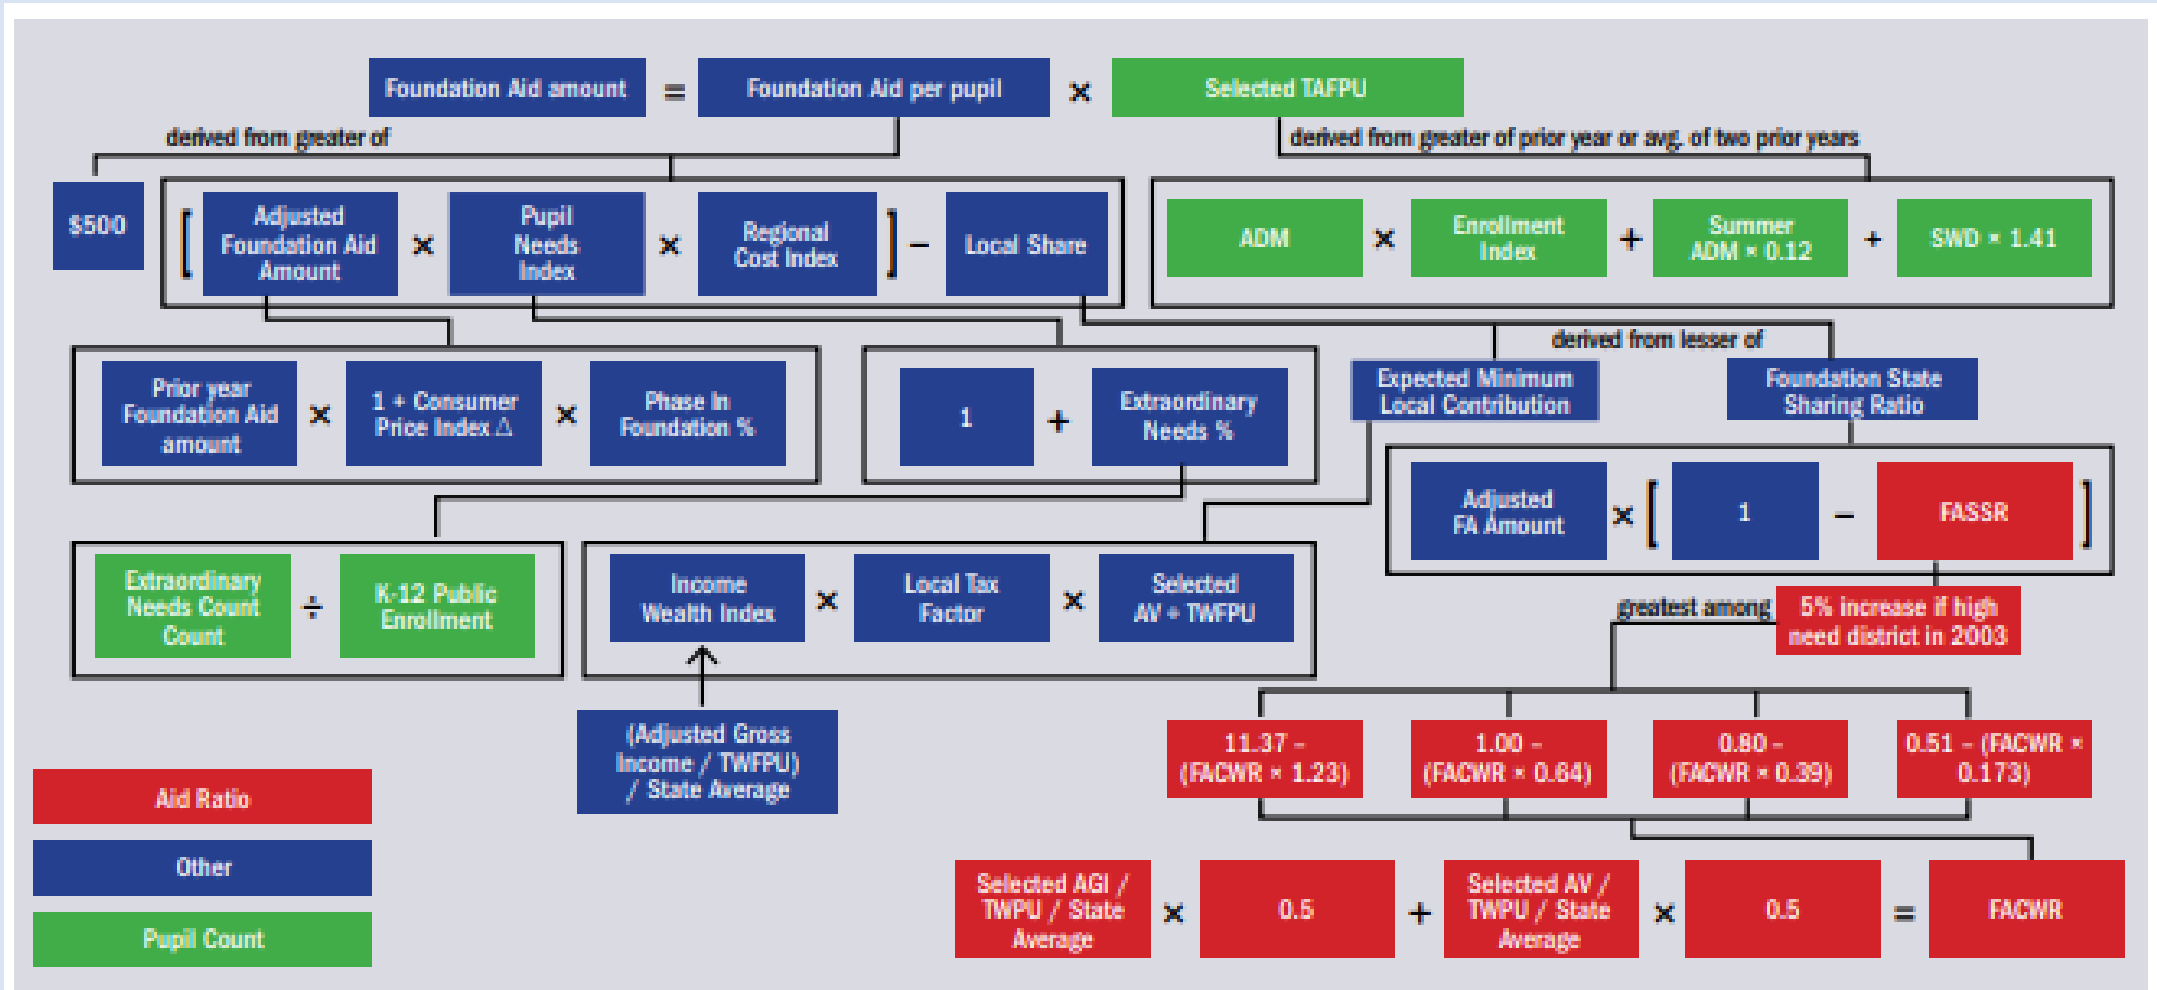 Foundation Aid amount = Foundation Aid per pupil × Selected TAFPU
derived from greater of
derived from greater of prior year or avg. of two prior years
$500
[
Adjusted
Foundation Aid
Amount
×
Pupil
Needs
Index
×
Regional
Cost Index
]
–
Local Share
ADM
×
Enrollment
Index
+
Summer
ADM × 0.12
+
SWD × 1.41
derived from lesser of
Prior year
Foundation Aid
amount
×
1 + Consumer
Price Index Δ
×
Phase In
Foundation %
1
+
Extraordinary
Needs %
Expected Minimum
Local Contribution
Foundation State
Sharing Ratio
Adjusted
FA Amount
×
[
1
–
FASSR
]
Extraordinary
Needs Count
Count
÷
K-12 Public
Enrollment
Income
Wealth Index
×
Local Tax
Factor
×
Selected
AV ÷ TWFPU
greatest among
5% increase if high
need district in 2003
(Adjusted Gross
Income / TWFPU)
/ State Average
11.37 –
(FACWR × 1.23)
1.00 –
(FACWR × 0.64)
0.80 –
(FACWR × 0.39)
0.51 – (FACWR ×
0.173)
Aid Ratio
Other
Pupil Count
Selected AGI /
TWPU / State
Average
×
0.5
+
Selected AV /
TWPU / State
Average
×
0.5
=
FACWR